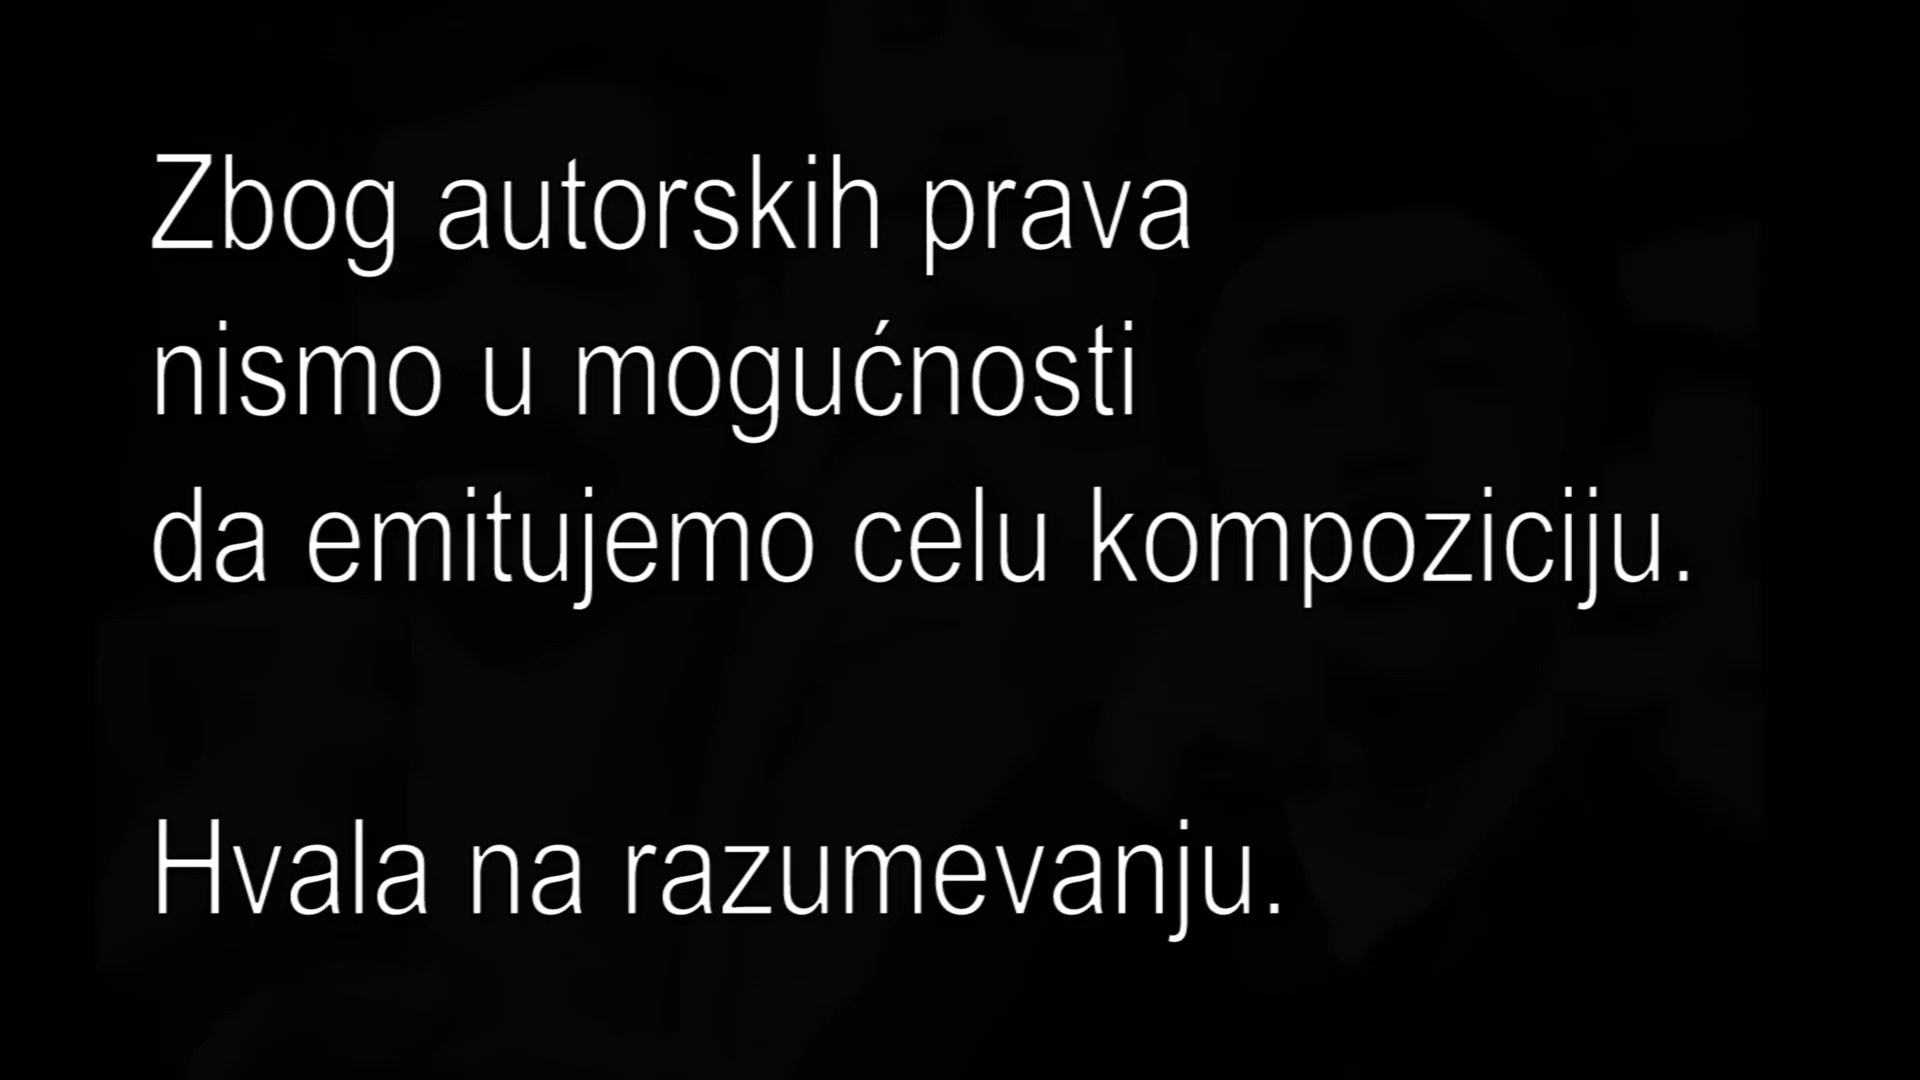 Zbog autorskih prava
nismo u mogućnosti
da emitujemo celu kompoziciju.
Hvala na razumevanju.